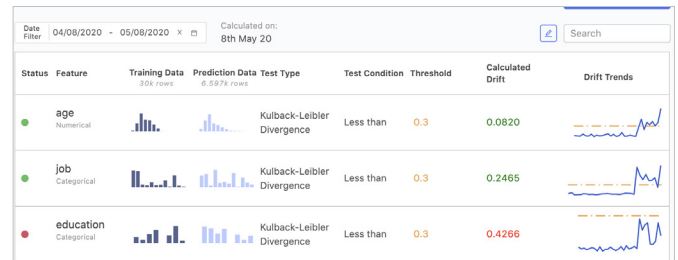 Date Filter 04/08/2020 - 05/08/2020 ×
Calculated on:
8th May 20
Search
Status Feature Training Data Prediction Data Test Type Test Condition Threshold Calculated Drift Drift Trends
30k rows 6.597k rows
age Kulback-Leibler Divergence Less than 0.3 0.0820
Numerical
job Kulback-Leibler Divergence Less than 0.3 0.2465
Categorical
education Kulback-Leibler Divergence Less than 0.3 0.4266
Categorical